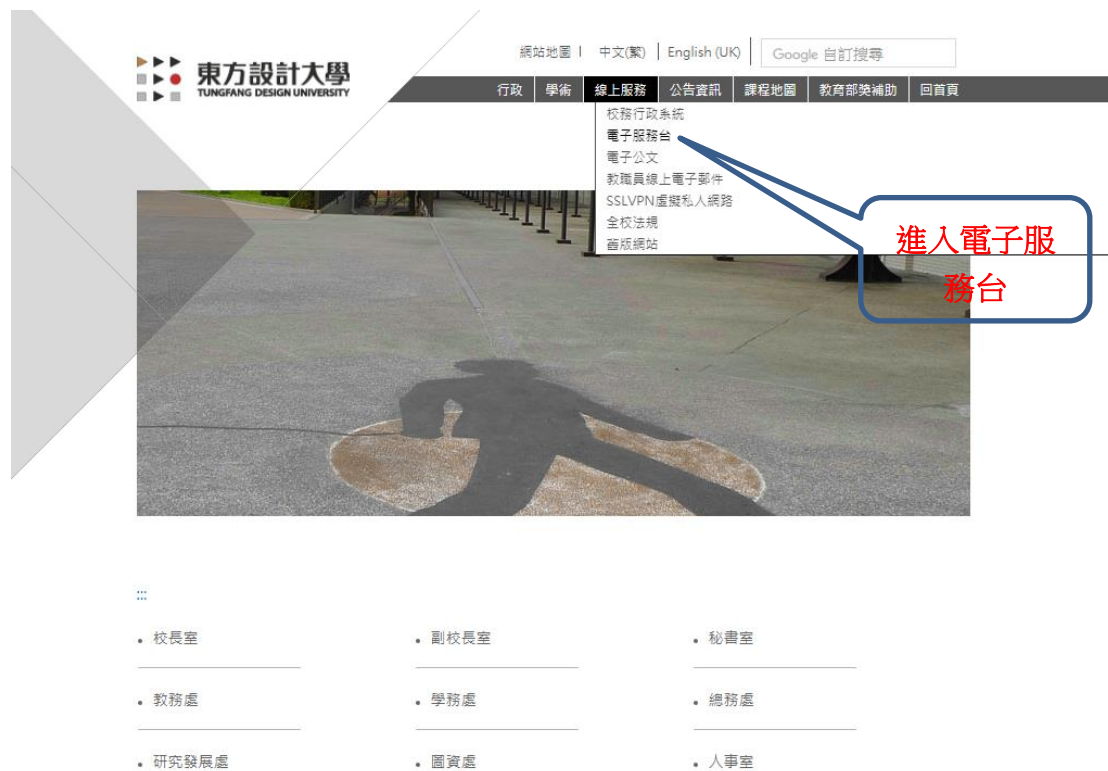 網站地圖 | 中文(繁) | English (UK) Google 自訂搜尋
東方設計大學
TUNGFANG DESIGN UNIVERSITY
行政 學術 線上服務 公告資訊 課程地圖 教育部獎補助 回首頁
校務行政系統
電子服務台
電子公文
教職員線上電子郵件
SSLVPN虛擬私人網路
全校法規
舊版網站
進入電子服
務台
:::
• 校長室 • 副校長室 • 秘書室
• 教務處 • 學務處 • 總務處
• 研究發展處 • 圖資處 • 人事室